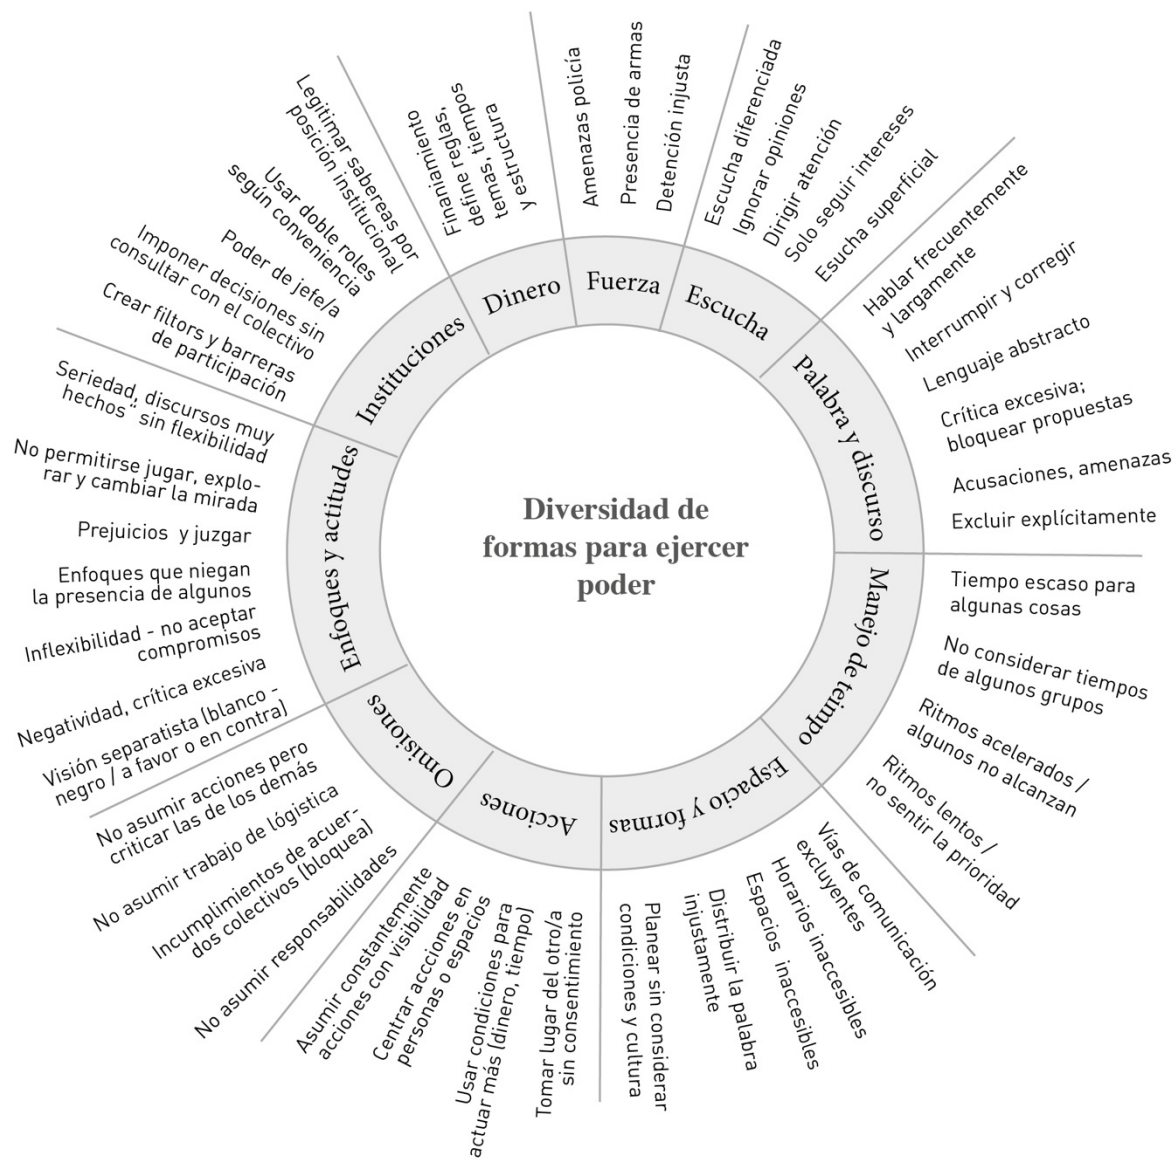 Diversidad de
formas para ejercer
poder
Dinero
Finaniamiento
define reglas,
temas, tiempos
y estructura
Fuerza
Amenazas policía
Presencia de armas
Detención injusta
Escucha
Escucha diferenciada
Ignorar opiniones
Dirigir atención
Solo seguir intereses
Esucha superficial
Palabra y discurso
Hablar frecuentemente
y largamente
Interrumpir y corregir
Lenguaje abstracto
Crítica excesiva;
bloquear propuestas
Acusaciones, amenazas
Excluir explícitamente
Manejo de teimpo
Tiempo escaso para
algunas cosas
No considerar tiempos
de algunos grupos
Ritmos acelerados /
algunos no alcanzan
Ritmos lentos /
no sentir la prioridad
Espacio y formas
Vías de comunicación
excluyentes
Horarios inaccesibles
Espacios inaccesibles
Distribuir la palabra
injustamente
Planear sin considerar
condiciones y cultura
Acciones
Tomar lugar del otro/a
sin consentimiento
Usar condiciones para
actuar más (dinero, tiempo)
Centrar accciones en
personas o espacios
Asumir constantemente
acciones con visibilidad
Omisiones
No asumir responsabilidades
Incumplimientos de acuer-
dos colectivos (bloquea)
No asumir trabajo de lógistica
No asumir acciones pero
criticar las de los demás
Enfoques y actitudes
Visión separatista (blanco -
negro / a favor o en contra)
Negatividad, crítica excesiva
Inflexibilidad - no aceptar
compromisos
Enfoques que niegan
la presencia de algunos
Prejuicios y juzgar
No permitirse jugar, explo-
rar y cambiar la mirada
Seriedad, discursos muy
hechos¨ sin flexibilidad
Instituciones
Crear filtors y barreras
de participación
Imponer decisiones sin
consultar con el colectivo
Poder de jefe/a
Usar doble roles
según conveniencia
Legitimar sabereas por
posición institucional